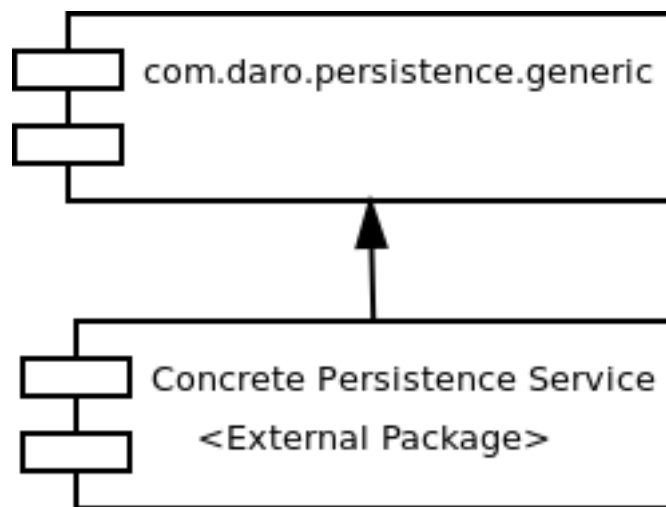 com.daro.persistence.generic
Concrete Persistence Service
<External Package>